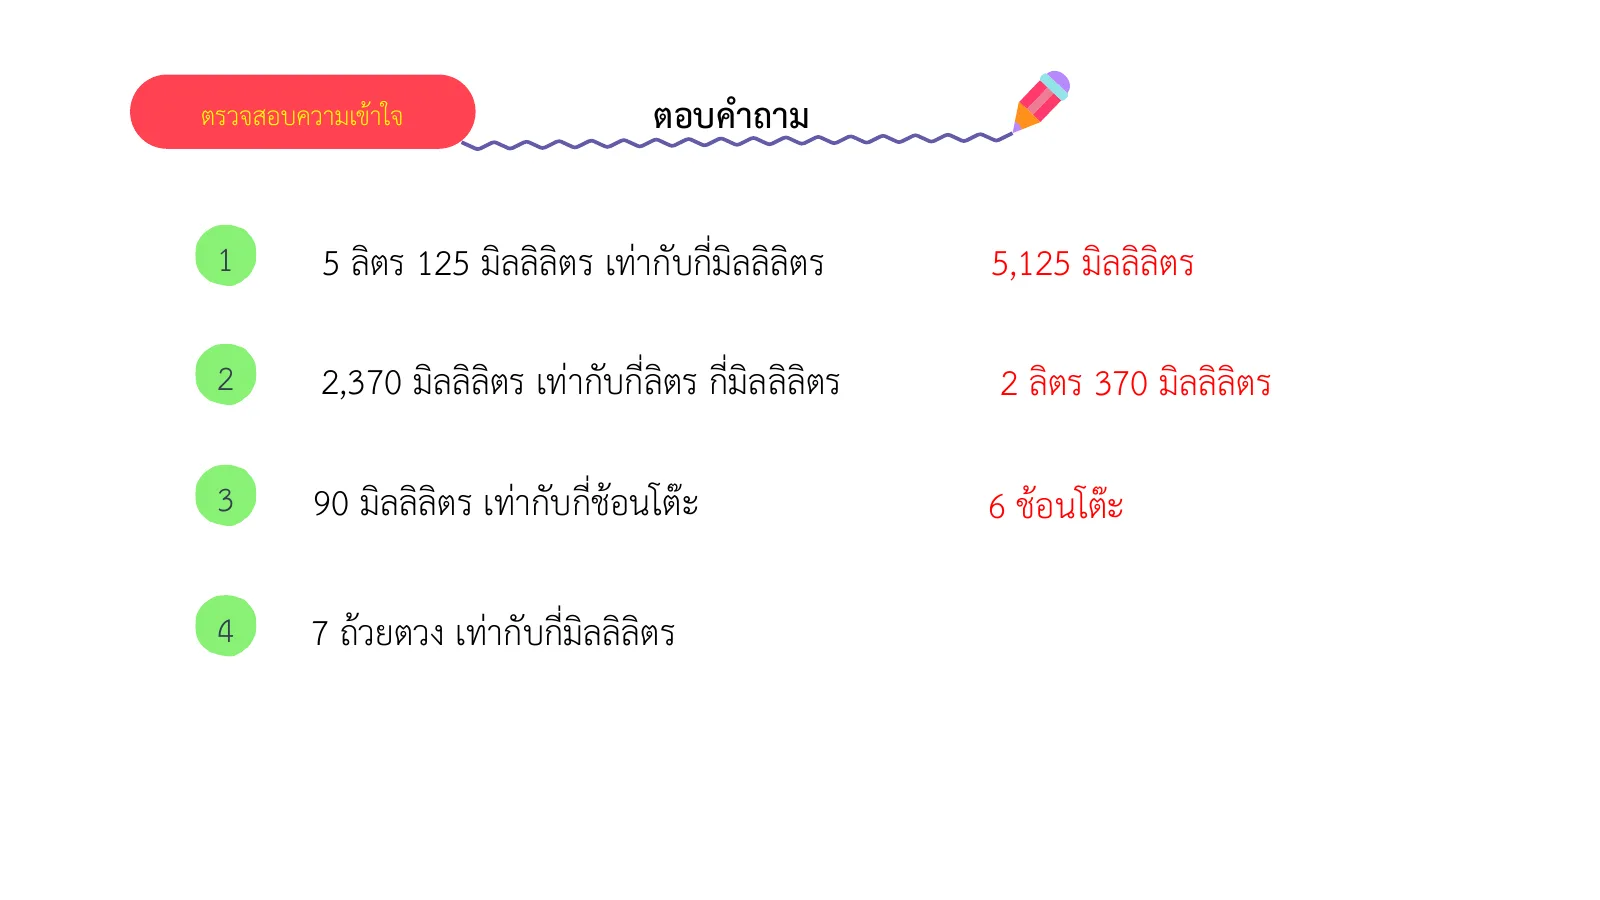 ตรวจสอบความเข้าใจ
ตอบคำถาม
1 5 ลิตร 125 มิลลิลิตร เท่ากับกี่มิลลิลิตร 5,125 มิลลิลิตร
2 2,370 มิลลิลิตร เท่ากับกี่ลิตร กี่มิลลิลิตร 2 ลิตร 370 มิลลิลิตร
3 90 มิลลิลิตร เท่ากับกี่ช้อนโต๊ะ 6 ช้อนโต๊ะ
4 7 ถ้วยตวง เท่ากับกี่มิลลิลิตร